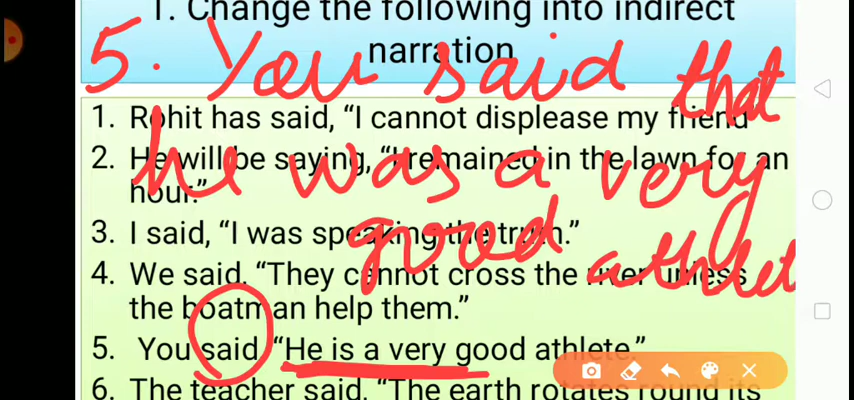 1. Change the following into indirect
narration
5. You said that
he was a very
good athlet
1. Rohit has said, “I cannot displease my friend
2. He will be saying, “I remained in the lawn for an
hour.”
3. I said, “I was speaking the truth.”
4. We said. “They cannot cross the river unless
the boatman help them.”
5. You said, “He is a very good athlete.”
6. The teacher said. “The earth rotates round its